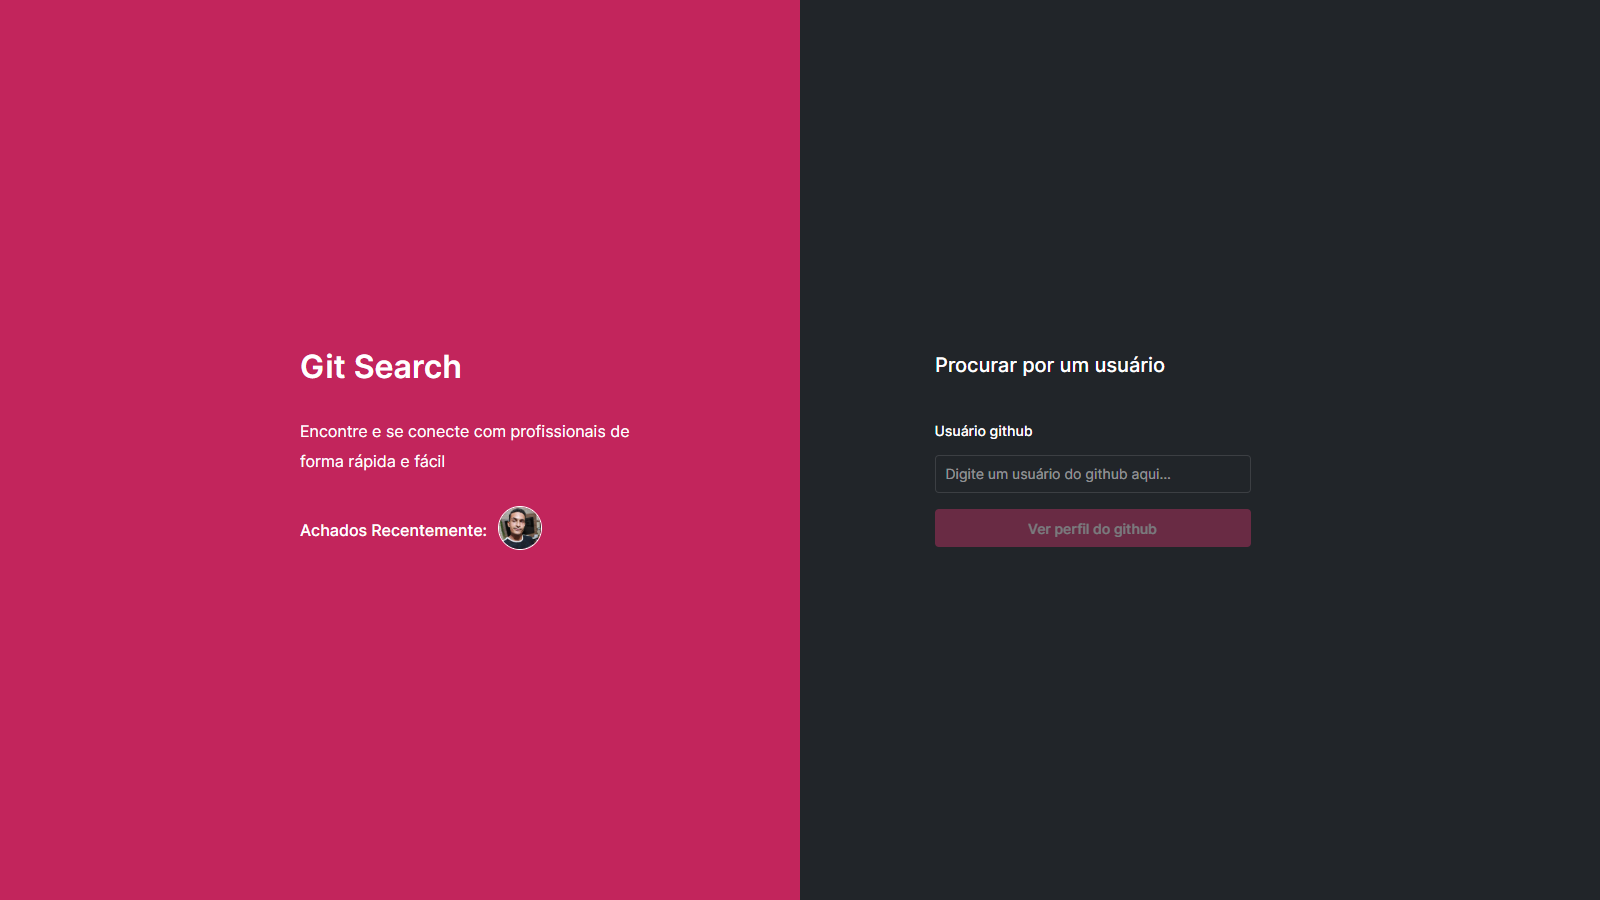 Git Search
Encontre e se conecte com profissionais de
forma rápida e fácil
Achados Recentemente:
Procurar por um usuário
Usuário github
Digite um usuário do github aqui...
Ver perfil do github